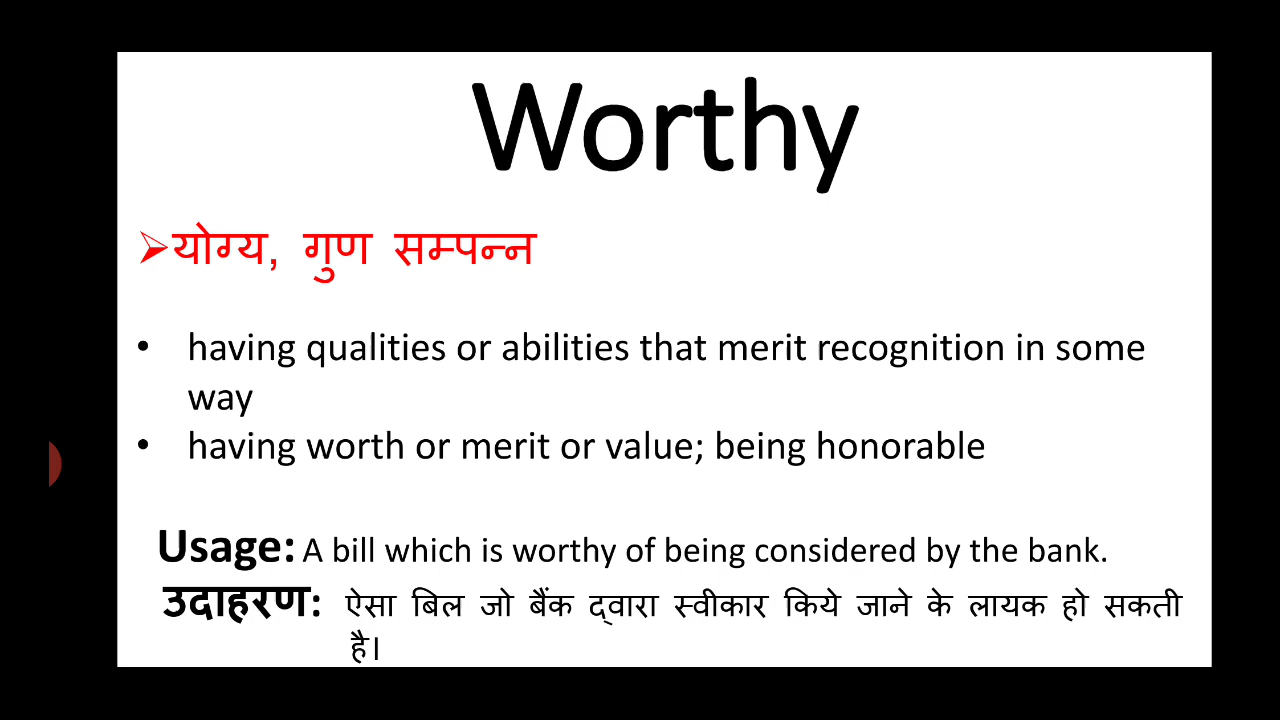 Worthy
➢योग्य, गुण सम्पन्न
• having qualities or abilities that merit recognition in some
way
• having worth or merit or value; being honorable
Usage: A bill which is worthy of being considered by the bank.
उदाहरण: ऐसा बिल जो बैंक द्वारा स्वीकार किये जाने के लायक हो सकती
है।